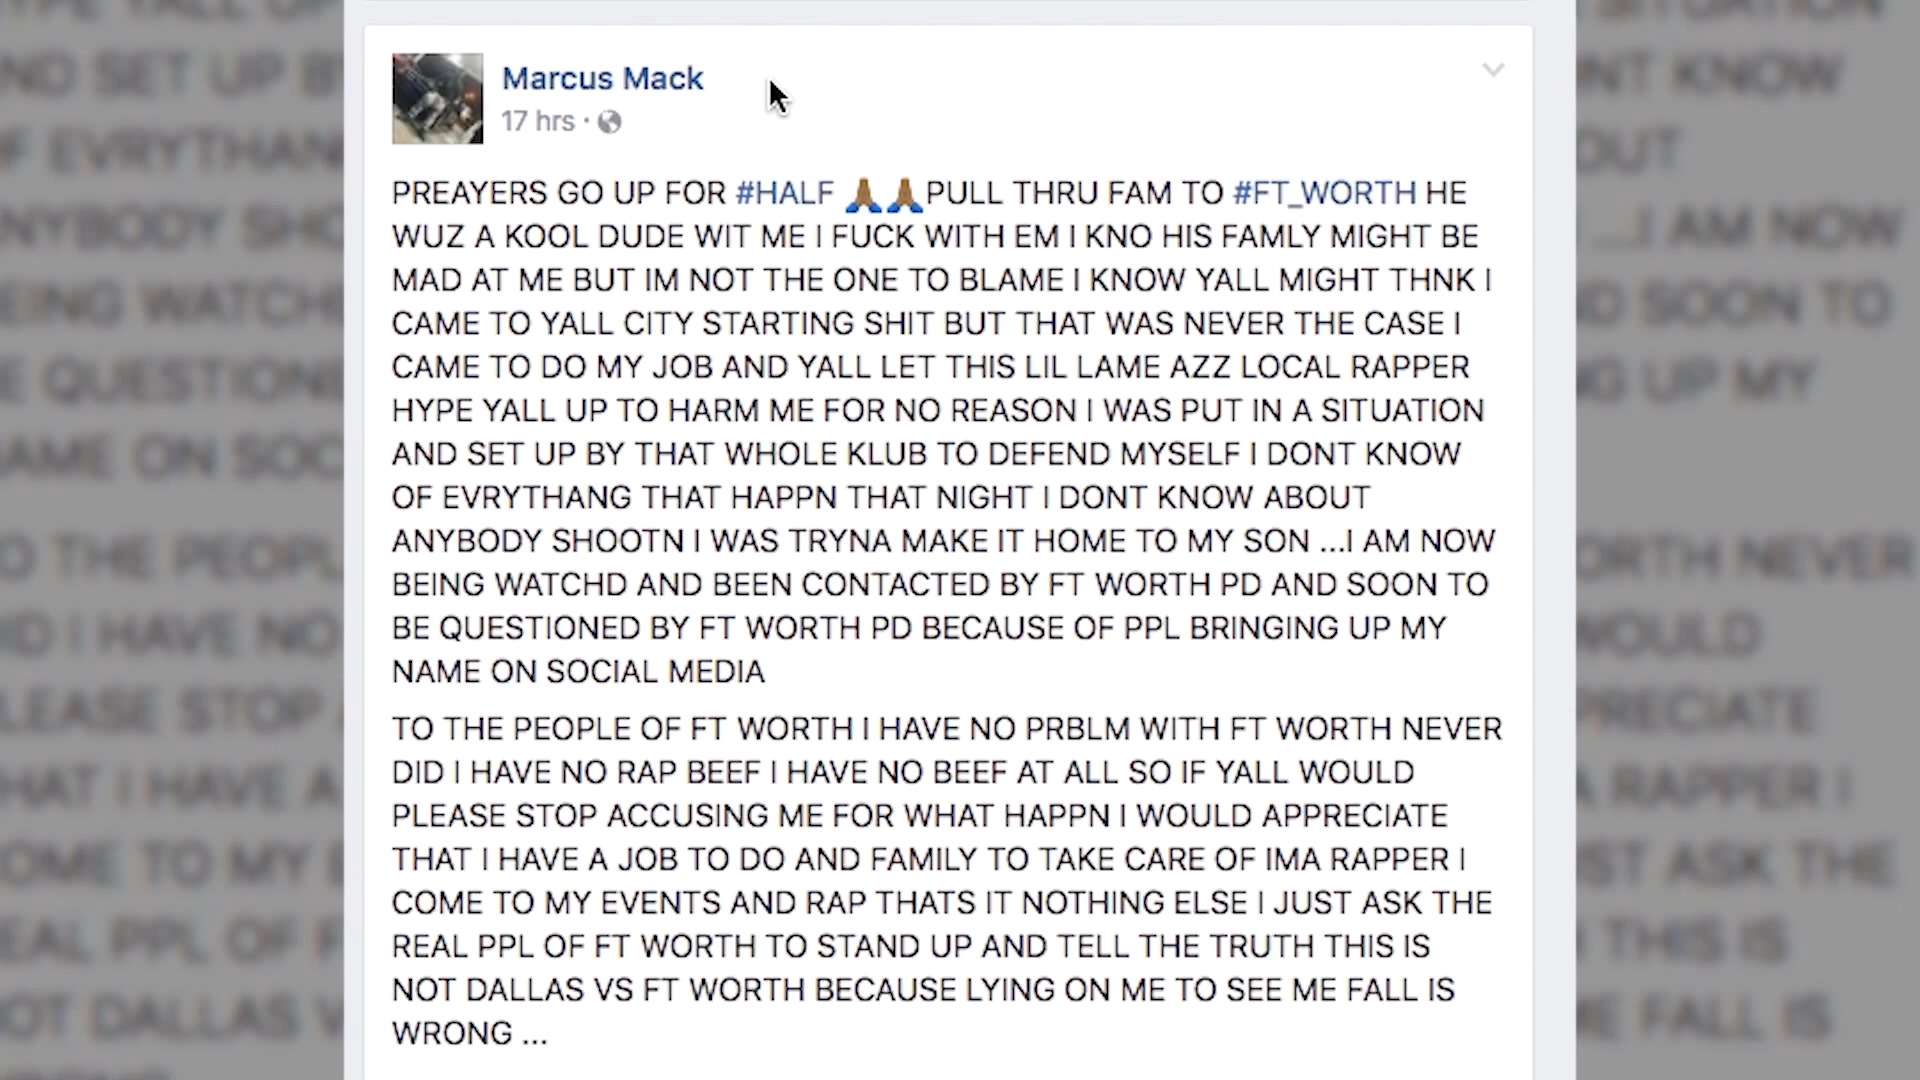 Marcus Mack
17 hrs ·
PREAYERS GO UP FOR #HALF 🙏🏾🙏🏾PULL THRU FAM TO #FT_WORTH HE
WUZ A KOOL DUDE WIT ME I FUCK WITH EM I KNO HIS FAMLY MIGHT BE
MAD AT ME BUT IM NOT THE ONE TO BLAME I KNOW YALL MIGHT THNK I
CAME TO YALL CITY STARTING SHIT BUT THAT WAS NEVER THE CASE I
CAME TO DO MY JOB AND YALL LET THIS LIL LAME AZZ LOCAL RAPPER
HYPE YALL UP TO HARM ME FOR NO REASON I WAS PUT IN A SITUATION
AND SET UP BY THAT WHOLE KLUB TO DEFEND MYSELF I DONT KNOW
OF EVRYTHANG THAT HAPPN THAT NIGHT I DONT KNOW ABOUT
ANYBODY SHOOTN I WAS TRYNA MAKE IT HOME TO MY SON ...I AM NOW
BEING WATCHD AND BEEN CONTACTED BY FT WORTH PD AND SOON TO
BE QUESTIONED BY FT WORTH PD BECAUSE OF PPL BRINGING UP MY
NAME ON SOCIAL MEDIA
TO THE PEOPLE OF FT WORTH I HAVE NO PRBLM WITH FT WORTH NEVER
DID I HAVE NO RAP BEEF I HAVE NO BEEF AT ALL SO IF YALL WOULD
PLEASE STOP ACCUSING ME FOR WHAT HAPPN I WOULD APPRECIATE
THAT I HAVE A JOB TO DO AND FAMILY TO TAKE CARE OF IMA RAPPER I
COME TO MY EVENTS AND RAP THATS IT NOTHING ELSE I JUST ASK THE
REAL PPL OF FT WORTH TO STAND UP AND TELL THE TRUTH THIS IS
NOT DALLAS VS FT WORTH BECAUSE LYING ON ME TO SEE ME FALL IS
WRONG ...